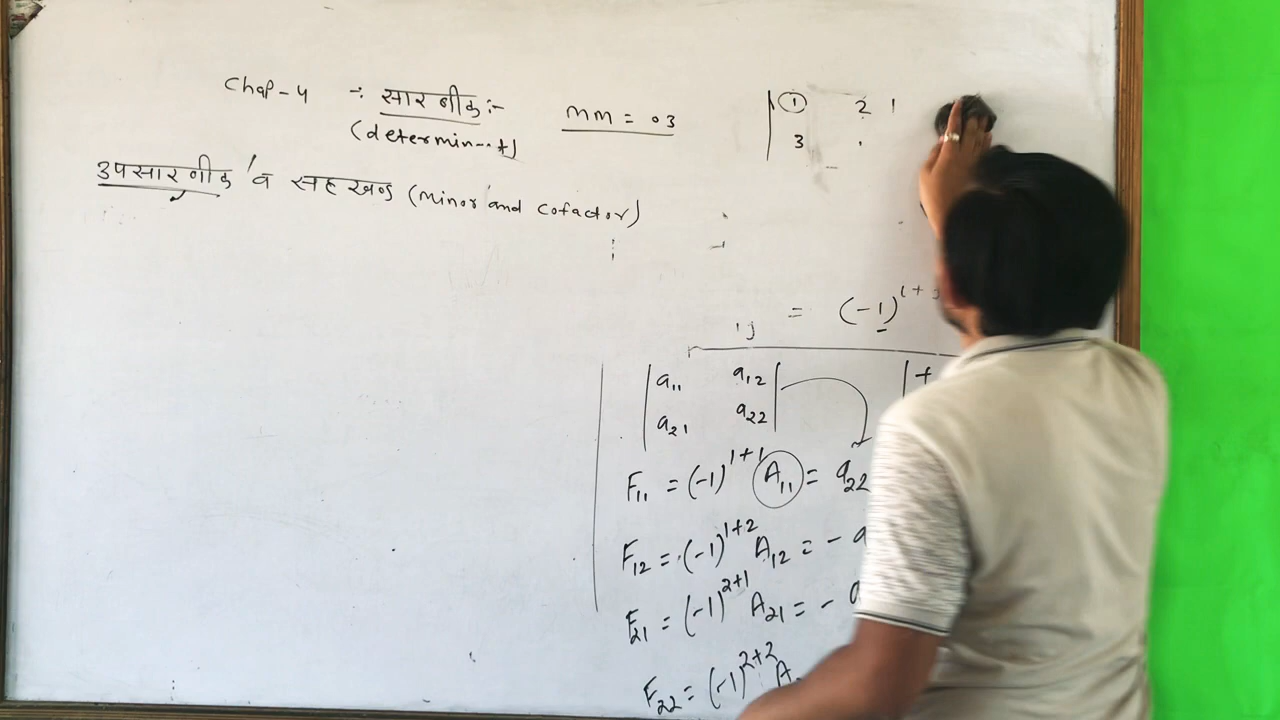 Chap-4 -: सारणीक :-
(determin--t)
MM = 03
उपसारणीक व सहखण्ड (Minor and Cofactor)
1 2 1
3
ij = (-1)^{i+j}
a₁₁ a₁₂
a₂₁ a₂₂
+
F₁₁ = (-1)^{1+1} A₁₁ = a₂₂
F₁₂ = (-1)^{1+2} A₁₂ = - a
F₂₁ = (-1)^{2+1} A₂₁ = - a
F₂₂ = (-1)^{2+2} A